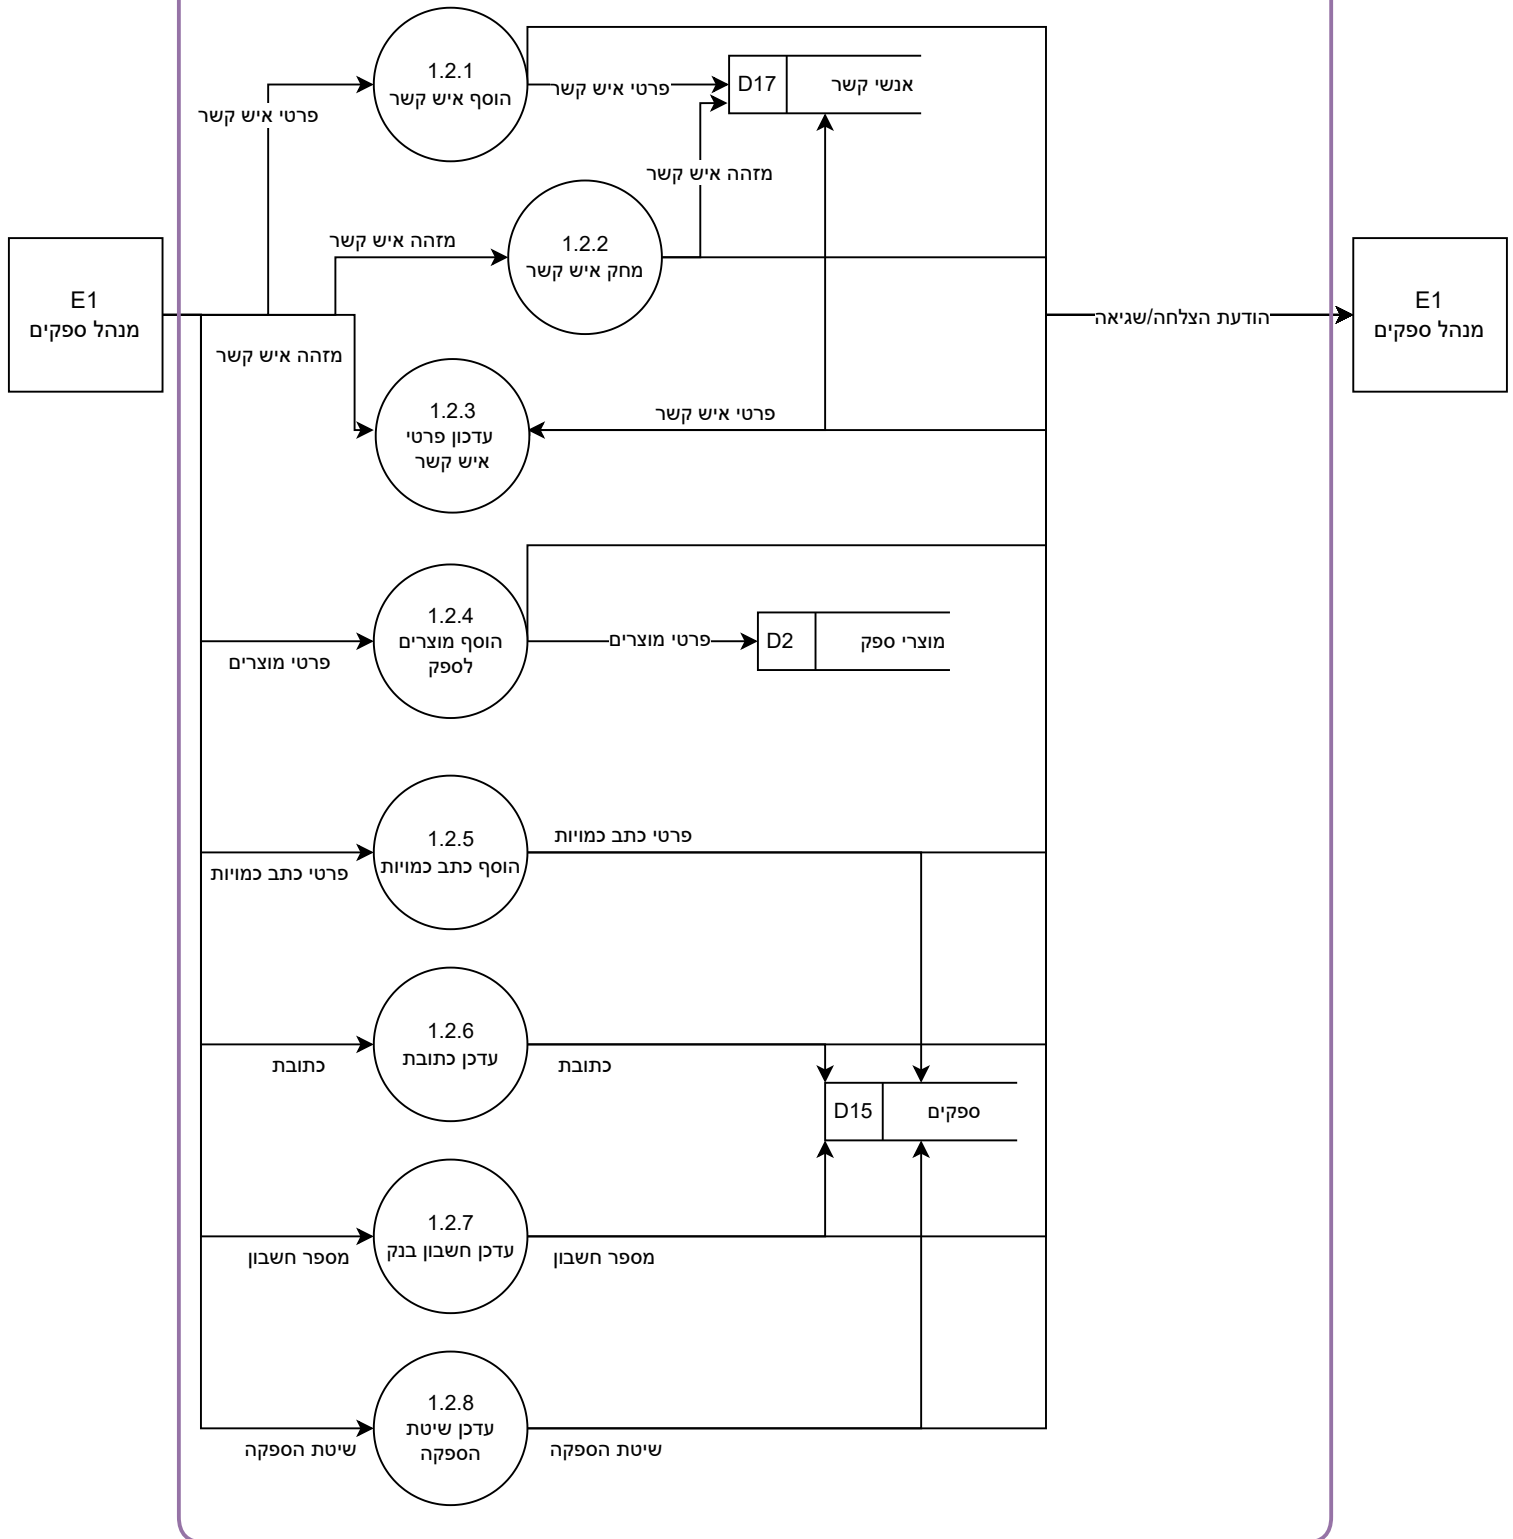 1.2.1
הוסף איש קשר
פרטי איש קשר
D17
אנשי קשר
פרטי איש קשר
מזהה איש קשר
1.2.2
מחק איש קשר
מזהה איש קשר
E1
מנהל ספקים
הודעת הצלחה/שגיאה
E1
מנהל ספקים
מזהה איש קשר
1.2.3
עדכון פרטי
איש קשר
פרטי איש קשר
1.2.4
הוסף מוצרים
לספק
פרטי מוצרים
D2
מוצרי ספק
פרטי מוצרים
1.2.5
הוסף כתב כמויות
פרטי כתב כמויות
פרטי כתב כמויות
1.2.6
עדכן כתובת
כתובת
כתובת
D15
ספקים
1.2.7
עדכן חשבון בנק
מספר חשבון
מספר חשבון
1.2.8
עדכן שיטת
הספקה
שיטת הספקה
שיטת הספקה